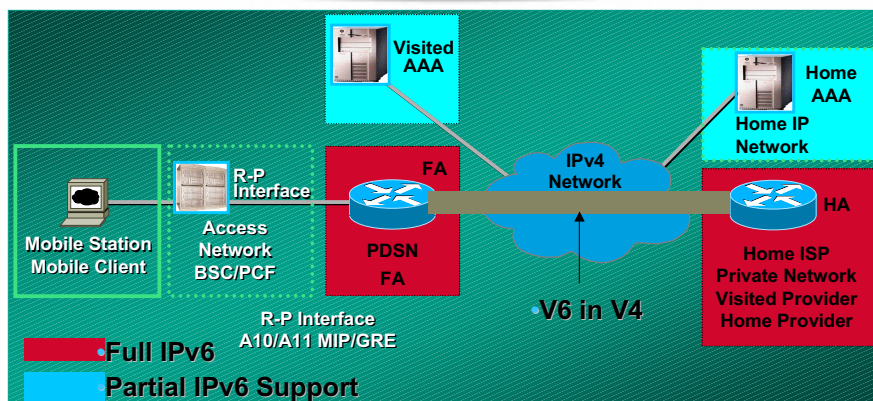 Visited
AAA
Home
AAA
Home IP
Network
R-P
Interface
FA
IPv4
Network
HA
Mobile Station
Mobile Client
Access
Network
BSC/PCF
PDSN
FA
Home ISP
Private Network
Visited Provider
Home Provider
•V6 in V4
R-P Interface
A10/A11 MIP/GRE
•Full IPv6
•Partial IPv6 Support